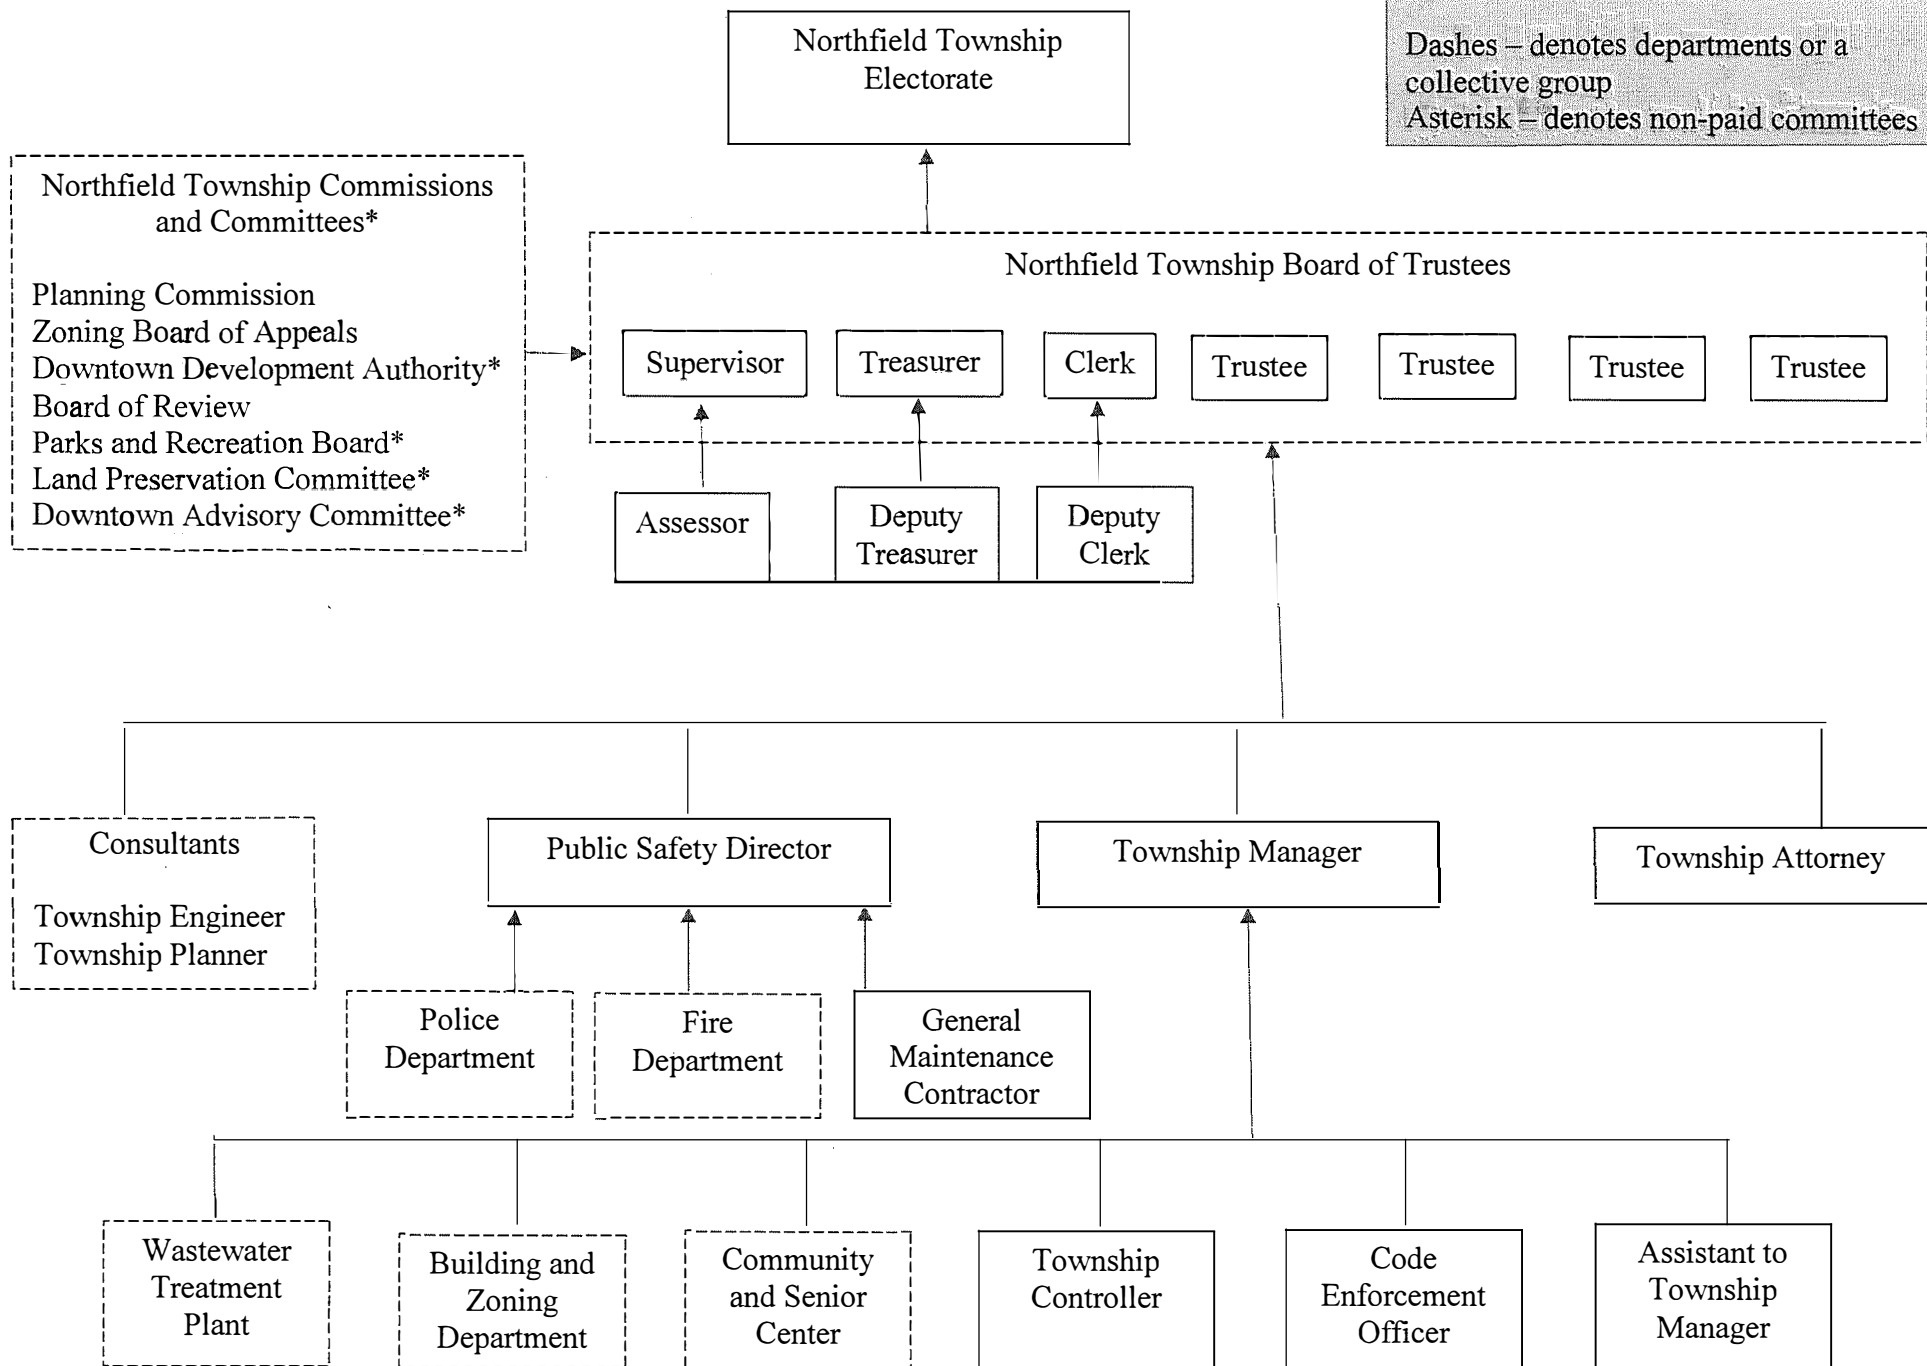 Northfield Township
Electorate
Dashes – denotes departments or a
collective group
Asterisk – denotes non-paid committees
Northfield Township Commissions
and Committees*
Planning Commission
Zoning Board of Appeals
Downtown Development Authority*
Board of Review
Parks and Recreation Board*
Land Preservation Committee*
Downtown Advisory Committee*
Northfield Township Board of Trustees
Supervisor
Treasurer
Clerk
Trustee
Trustee
Trustee
Trustee
Assessor
Deputy
Treasurer
Deputy
Clerk
Consultants
Township Engineer
Township Planner
Public Safety Director
Township Manager
Township Attorney
Police
Department
Fire
Department
General
Maintenance
Contractor
Wastewater
Treatment
Plant
Building and
Zoning
Department
Community
and Senior
Center
Township
Controller
Code
Enforcement
Officer
Assistant to
Township
Manager